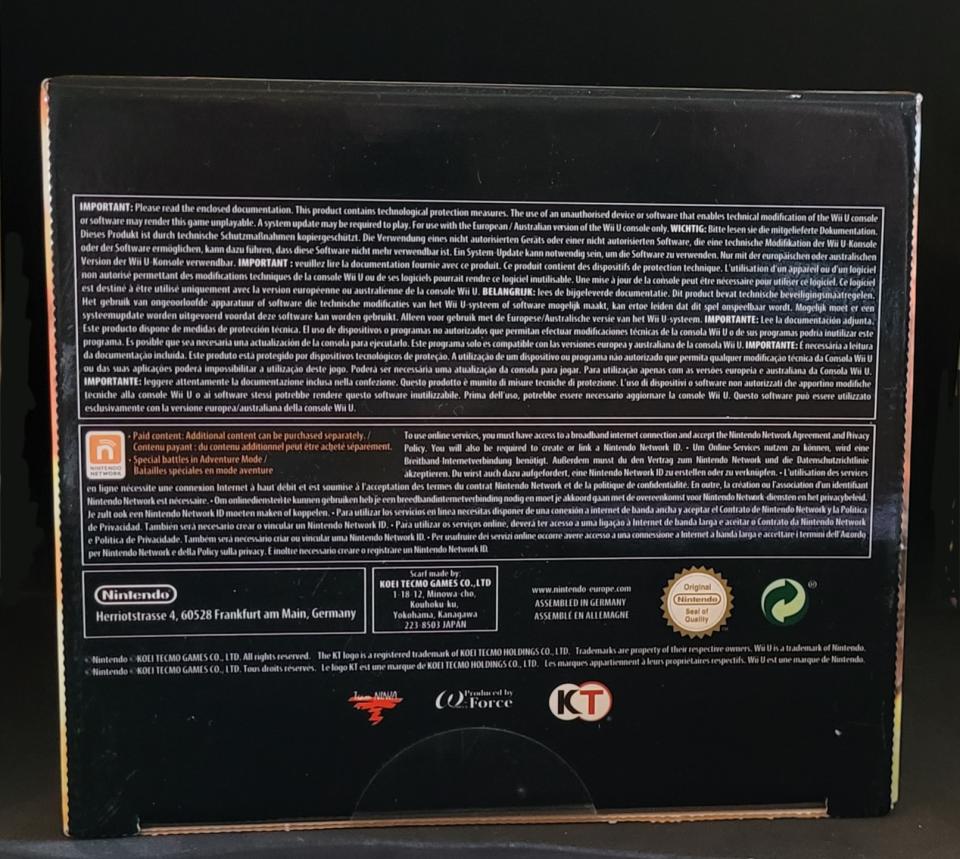 IMPORTANT: Please read the enclosed documentation. This product contains technological protection measures. The use of an unauthorised device or software that enables technical modification of the Wii U console
or software may render this game unplayable. A system update may be required to play. For use with the European / Australian version of the Wii U console only. WICHTIG: Bitte lesen sie die mitgelieferte Dokumentation.
Dieses Produkt ist durch technische Schutzmaßnahmen kopiergeschützt. Die Verwendung eines nicht autorisierten Geräts oder einer nicht autorisierten Software, die eine technische Modifikation der Wii U-Konsole
oder der Software ermöglichen, kann dazu führen, dass diese Software nicht mehr verwendbar ist. Ein System-Update kann notwendig sein, um die Software zu verwenden. Nur mit der europäischen oder australischen
Version der Wii U-Konsole verwendbar. IMPORTANT : veuillez lire la documentation fournie avec ce produit. Ce produit contient des dispositifs de protection technique. L'utilisation d'un appareil ou d'un logiciel
non autorisé permettant des modifications techniques de la console Wii U ou de ses logiciels pourrait rendre ce logiciel inutilisable. Une mise à jour de la console peut être nécessaire pour utiliser ce logiciel. Ce logiciel
est destiné à être utilisé uniquement avec la version européenne ou australienne de la console Wii U. BELANGRIJK: lees de bijgeleverde documentatie. Dit product bevat technische beveiligingsmaatregelen.
Het gebruik van ongeoorloofde apparatuur of software die technische modificaties van het Wii U-systeem of software mogelijk maakt, kan ertoe leiden dat dit spel onspeelbaar wordt. Mogelijk moet er een
systeemupdate worden uitgevoerd voordat deze software kan worden gebruikt. Alleen voor gebruik met de Europese/Australische versie van het Wii U-systeem. IMPORTANTE: Lee la documentación adjunta.
Este producto dispone de medidas de protección técnica. El uso de dispositivos o programas no autorizados que permitan efectuar modificaciones técnicas de la consola Wii U o de sus programas podría inutilizar este
programa. Es posible que sea necesaria una actualización de la consola para ejecutarlo. Este programa solo es compatible con las versiones europea y australiana de la consola Wii U. IMPORTANTE: É necessária a leitura
da documentação incluída. Este produto está protegido por dispositivos tecnológicos de proteção. A utilização de um dispositivo ou programa não autorizado que permita qualquer modificação técnica da Consola Wii U
ou das suas aplicações poderá impossibilitar a utilização deste jogo. Poderá ser necessária uma atualização da consola para jogar. Para utilização apenas com as versões europeia e australiana da Consola Wii U.
IMPORTANTE: leggere attentamente la documentazione inclusa nella confezione. Questo prodotto è munito di misure tecniche di protezione. L'uso di dispositivi o software non autorizzati che apportino modifiche
tecniche alla console Wii U o ai software stessi potrebbe rendere questo software inutilizzabile. Prima dell'uso, potrebbe essere necessario aggiornare la console Wii U. Questo software può essere utilizzato
esclusivamente con la versione europea/australiana della console Wii U.
NINTENDO
NETWORK
• Paid content: Additional content can be purchased separately. /
Contenu payant : du contenu additionnel peut être acheté séparément.
• Special battles in Adventure Mode /
Batailles spéciales en mode aventure
To use online services, you must have access to a broadband internet connection and accept the Nintendo Network Agreement and Privacy
Policy. You will also be required to create or link a Nintendo Network ID. • Um Online-Services nutzen zu können, wird eine
Breitband-Internetverbindung benötigt. Außerdem musst du den Vertrag zum Nintendo Network und die Datenschutzrichtlinie
akzeptieren. Du wirst auch dazu aufgefordert, eine Nintendo Network ID zu erstellen oder zu verknüpfen. • L'utilisation des services
en ligne nécessite une connexion Internet à haut débit et est soumise à l'acceptation des termes du contrat Nintendo Network et de la politique de confidentialité. En outre, la création ou l'association d'un identifiant
Nintendo Network est nécessaire. • Om onlinediensten te kunnen gebruiken heb je een breedbandinternetverbinding nodig en moet je akkoord gaan met de overeenkomst voor Nintendo Network-diensten en het privacybeleid.
Je zult ook een Nintendo Network ID moeten maken of koppelen. • Para utilizar los servicios en línea necesitas disponer de una conexión a internet de banda ancha y aceptar el Contrato de Nintendo Network y la Política
de Privacidad. También será necesario crear o vincular un Nintendo Network ID. • Para utilizar os serviços online, deverá ter acesso a uma ligação à Internet de banda larga e aceitar o Contrato da Nintendo Network
e Política de Privacidade. Também será necessário criar ou vincular uma Nintendo Network ID. • Per usufruire dei servizi online occorre avere accesso a una connessione a Internet a banda larga e accettare i termini dell'Accordo
per Nintendo Network e della Policy sulla privacy. È inoltre necessario creare o registrare un Nintendo Network ID.
Nintendo
Herriotstrasse 4, 60528 Frankfurt am Main, Germany
Scarf made by:
KOEI TECMO GAMES CO., LTD
1-18-12, Minowa-cho,
Kouhoku-ku,
Yokohama, Kanagawa
223-8503 JAPAN
www.nintendo-europe.com
ASSEMBLED IN GERMANY
ASSEMBLÉ EN ALLEMAGNE
Original
Nintendo
Seal of
Quality
© Nintendo © KOEI TECMO GAMES CO., LTD. All rights reserved. The KT logo is a registered trademark of KOEI TECMO HOLDINGS CO., LTD. Trademarks are property of their respective owners. Wii U is a trademark of Nintendo.
© Nintendo © KOEI TECMO GAMES CO., LTD. Tous droits réservés. Le logo KT est une marque de KOEI TECMO HOLDINGS CO., LTD. Les marques appartiennent à leurs propriétaires respectifs. Wii U est une marque de Nintendo.
Team NINJA
Produced by
ω-Force
KT